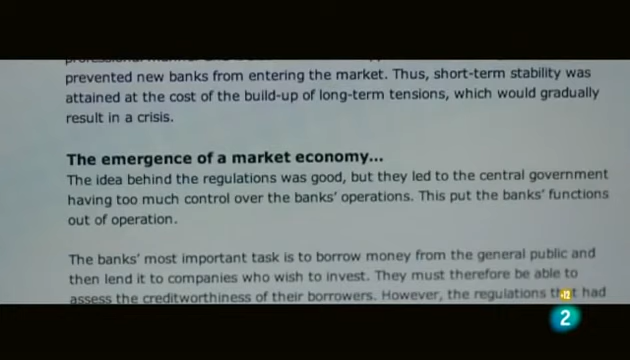 prevented new banks from entering the market. Thus, short-term stability was
attained at the cost of the build-up of long-term tensions, which would gradually
result in a crisis.
The emergence of a market economy...
The idea behind the regulations was good, but they led to the central government
having too much control over the banks' operations. This put the banks' functions
out of operation.
The banks' most important task is to borrow money from the general public and
then lend it to companies who wish to invest. They must therefore be able to
assess the creditworthiness of their borrowers. However, the regulations that had
+12
2